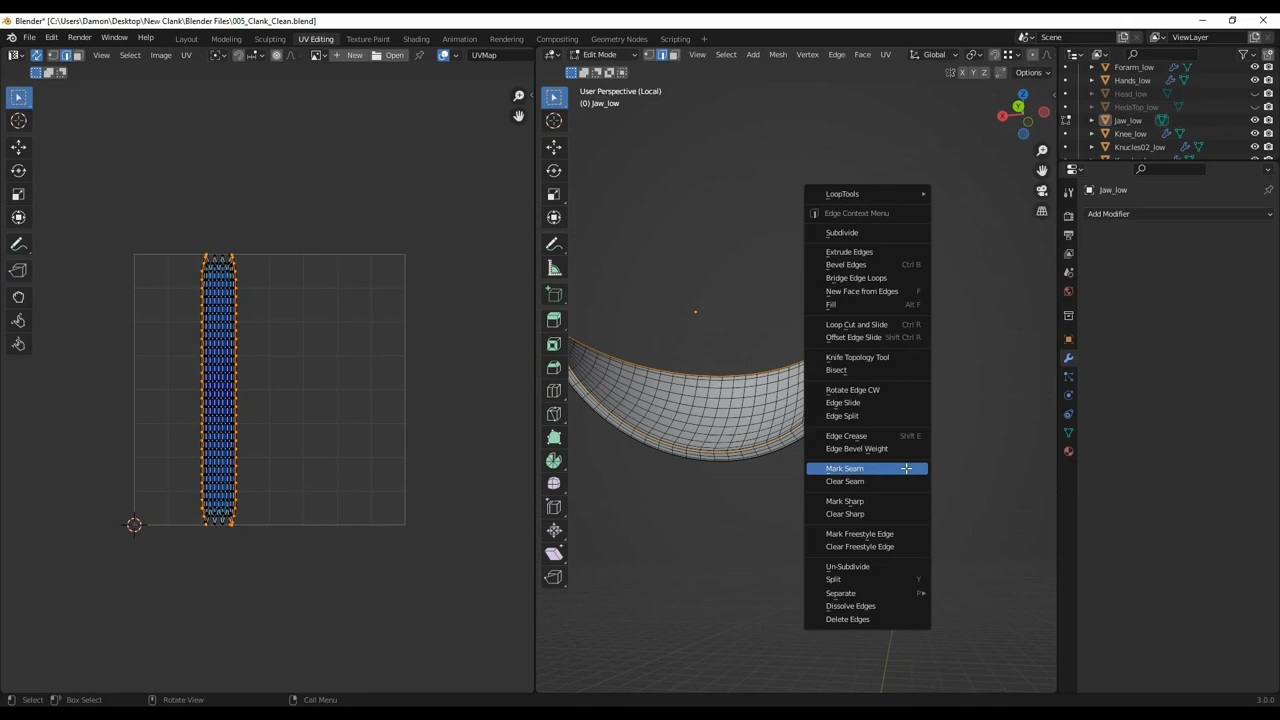 Blender* [C:\Users\Damon\Desktop\New Clank\Blender Files\005_Clank_Clean.blend]
File Edit Render Window Help Layout Modeling Sculpting UV Editing Texture Paint Shading Animation Rendering Compositing Geometry Nodes Scripting Scene ViewLayer
View Select Image UV New Open UVMap Edit Mode View Select Add Mesh Vertex Edge Face UV Global
X Y Z Options
User Perspective (Local)
(0) Jaw_low
Z
Y
X
Forarm_low
Hands_low
Head_low
HedaTop_low
Jaw_low
Knee_low
Knucles02_low
Jaw_low
Add Modifier
LoopTools
Edge Context Menu
Subdivide
Extrude Edges
Bevel Edges Ctrl B
Bridge Edge Loops
New Face from Edges F
Fill Alt F
Loop Cut and Slide Ctrl R
Offset Edge Slide Shift Ctrl R
Knife Topology Tool
Bisect
Rotate Edge CW
Edge Slide
Edge Split
Edge Crease Shift E
Edge Bevel Weight
Mark Seam
Clear Seam
Mark Sharp
Clear Sharp
Mark Freestyle Edge
Clear Freestyle Edge
Un-Subdivide
Split Y
Separate P
Dissolve Edges
Delete Edges
Select Box Select Rotate View Call Menu 3.0.0